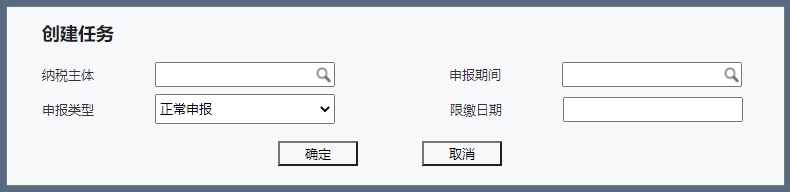 创建任务
纳税主体
申报期间
申报类型 正常申报
限缴日期
确定 取消